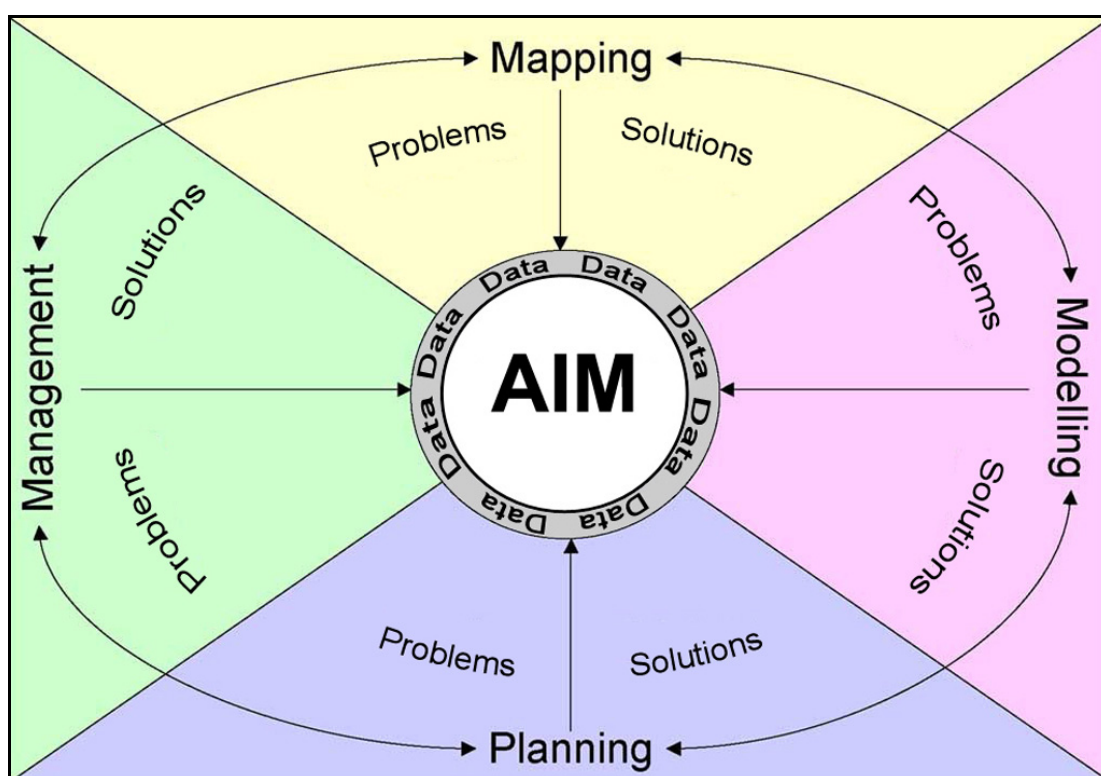 Mapping
Problems
Solutions
Solutions
Problems
Management
Modelling
Data
Data
Data
Data
Data
Data
Data
Data
AIM
Problems
Solutions
Problems
Solutions
Planning